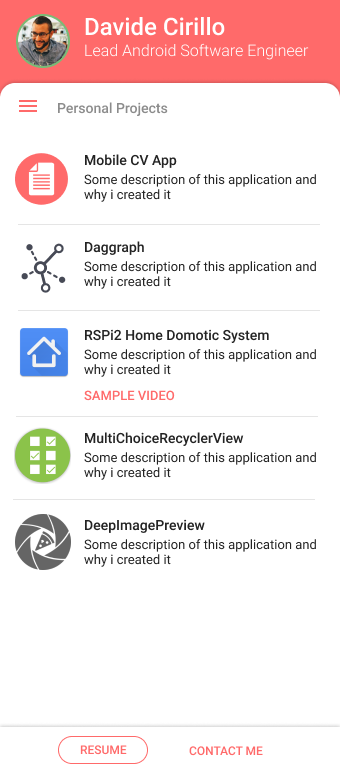 Davide Cirillo
Lead Android Software Engineer
Personal Projects
Mobile CV App
Some description of this application and
why i created it
Daggraph
Some description of this application and
why i created it
RSPi2 Home Domotic System
Some description of this application and
why i created it
SAMPLE VIDEO
MultiChoiceRecyclerView
Some description of this application and
why i created it
DeepImagePreview
Some description of this application and
why i created it
RESUME
CONTACT ME